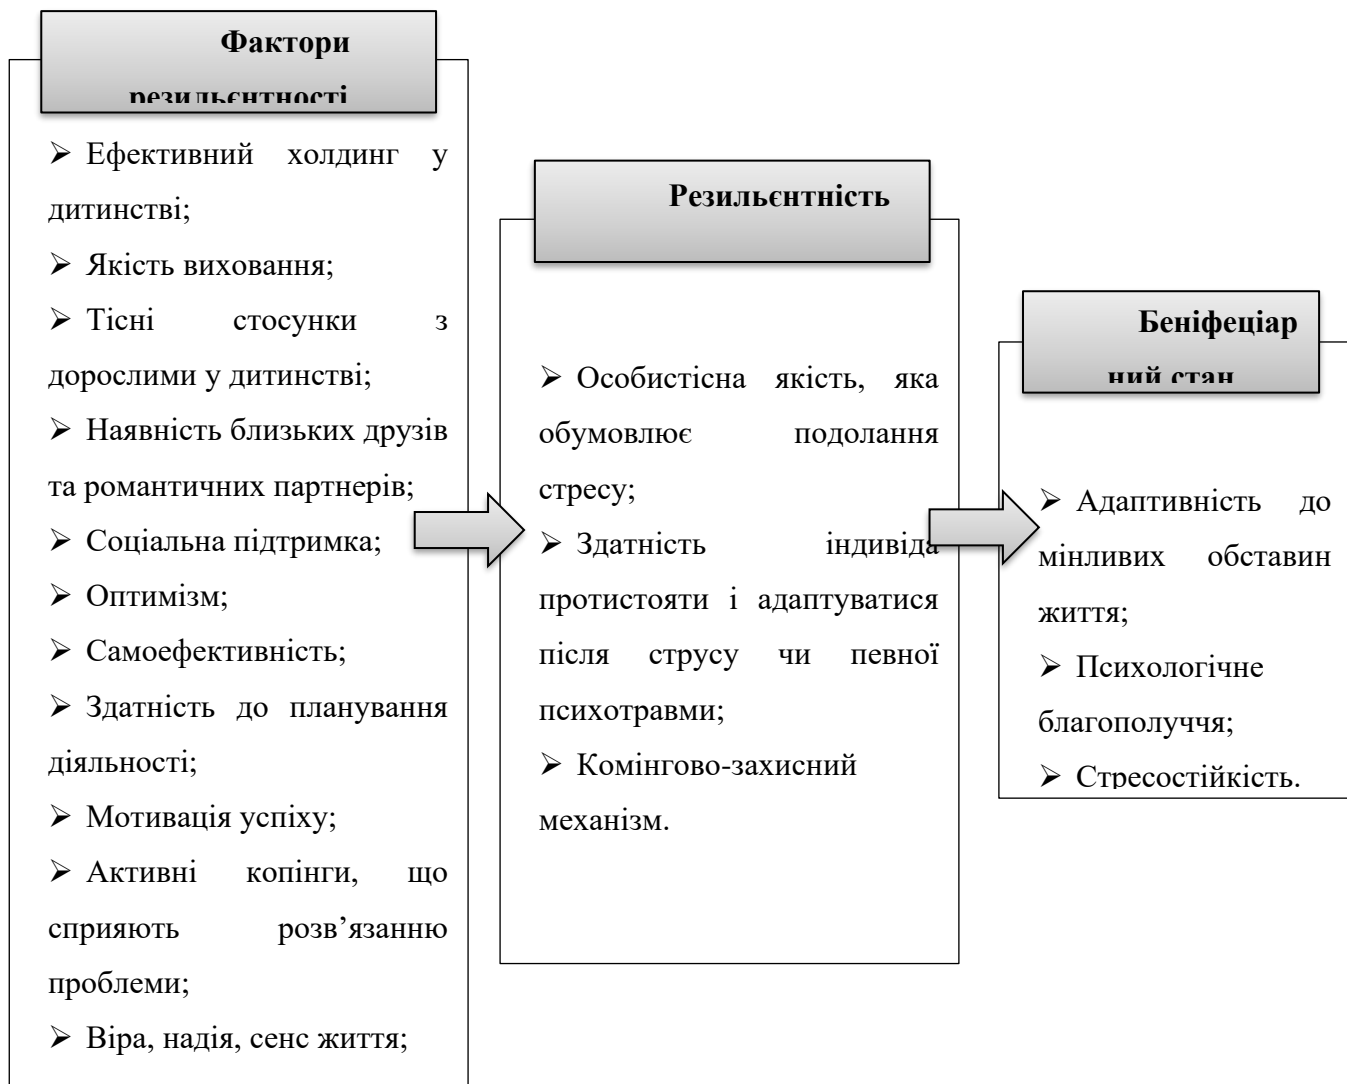 Фактори
резильєнтності
➢ Ефективний холдинг у
дитинстві;
➢ Якість виховання;
➢ Тісні стосунки з
дорослими у дитинстві;
➢ Наявність близьких друзів
та романтичних партнерів;
➢ Соціальна підтримка;
➢ Оптимізм;
➢ Самоефективність;
➢ Здатність до планування
діяльності;
➢ Мотивація успіху;
➢ Активні копінги, що
сприяють розв’язанню
проблеми;
➢ Віра, надія, сенс життя;
Резильєнтність
➢ Особистісна якість, яка
обумовлює подолання
стресу;
➢ Здатність індивіда
протистояти і адаптуватися
після струсу чи певної
психотравми;
➢ Комінгово-захисний
механізм.
Беніфеціар
ний стан
➢ Адаптивність до
мінливих обставин
життя;
➢ Психологічне
благополуччя;
➢ Стресостійкість.